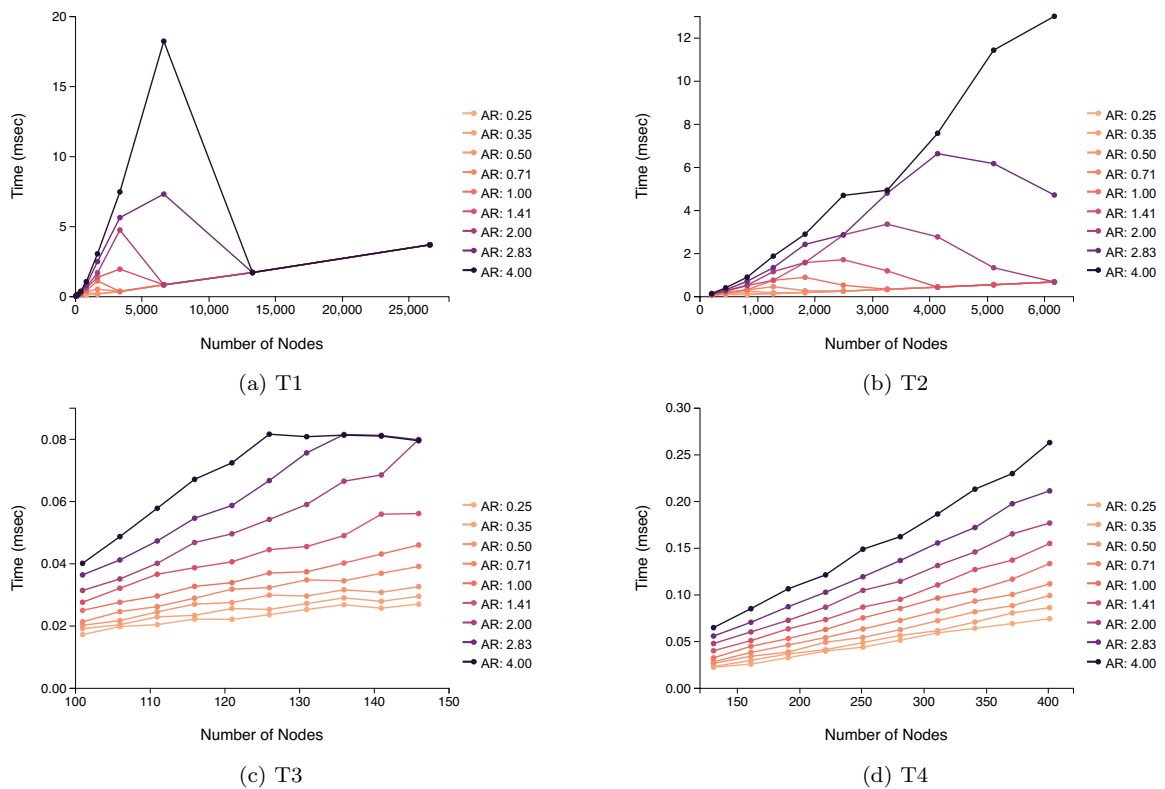 20
15
10
5
0
Time (msec)
0
5,000
10,000
15,000
20,000
25,000
Number of Nodes
AR: 0.25
AR: 0.35
AR: 0.50
AR: 0.71
AR: 1.00
AR: 1.41
AR: 2.00
AR: 2.83
AR: 4.00
(a) T1
12
10
8
6
4
2
0
Time (msec)
0
1,000
2,000
3,000
4,000
5,000
6,000
Number of Nodes
AR: 0.25
AR: 0.35
AR: 0.50
AR: 0.71
AR: 1.00
AR: 1.41
AR: 2.00
AR: 2.83
AR: 4.00
(b) T2
0.08
0.06
0.04
0.02
0.00
Time (msec)
100
110
120
130
140
150
Number of Nodes
AR: 0.25
AR: 0.35
AR: 0.50
AR: 0.71
AR: 1.00
AR: 1.41
AR: 2.00
AR: 2.83
AR: 4.00
(c) T3
0.30
0.25
0.20
0.15
0.10
0.05
0.00
Time (msec)
150
200
250
300
350
400
Number of Nodes
AR: 0.25
AR: 0.35
AR: 0.50
AR: 0.71
AR: 1.00
AR: 1.41
AR: 2.00
AR: 2.83
AR: 4.00
(d) T4